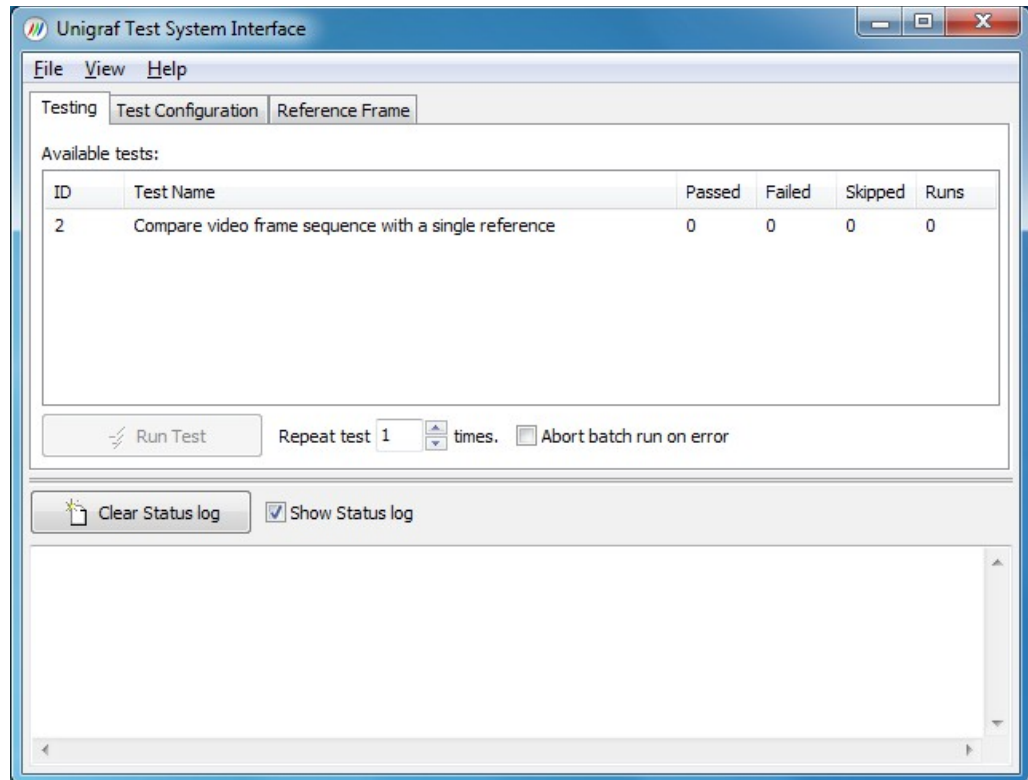 Unigraf Test System Interface
File View Help
Testing Test Configuration Reference Frame
Available tests:
ID Test Name Passed Failed Skipped Runs
2 Compare video frame sequence with a single reference 0 0 0 0
Run Test Repeat test 1 times. Abort batch run on error
Clear Status log Show Status log